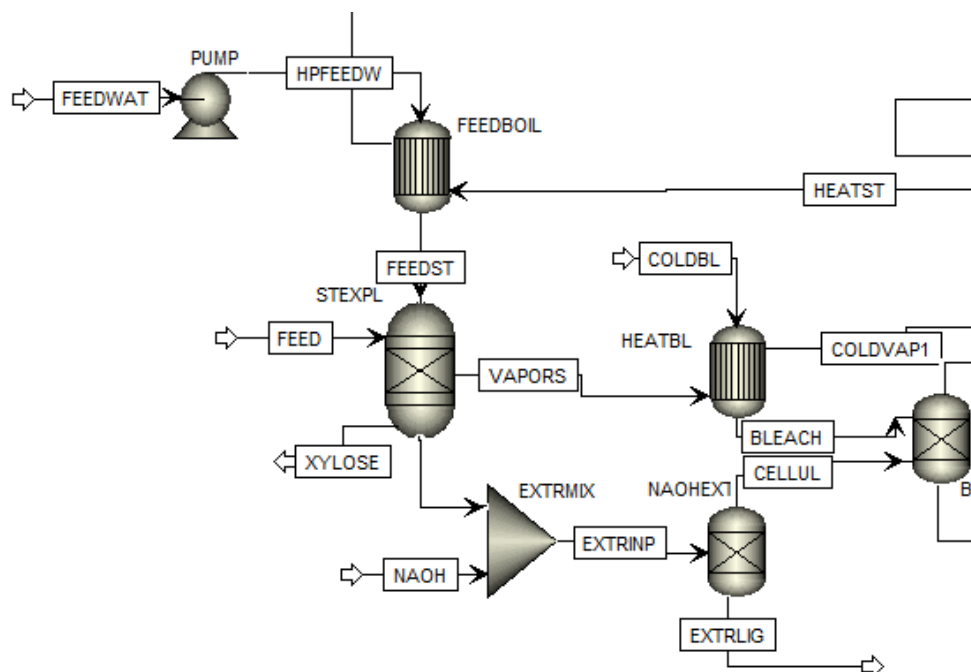 PUMP
HPFEEDW
FEEDWAT
FEEDBOIL
HEATST
COLDBL
FEEDST
STEXPL
FEED
HEATBL
COLDVAP1
VAPORS
BLEACH
XYLOSE
CELLUL
EXTRMIX
NAOHEXT
B
EXTRINP
NAOH
EXTRLIG